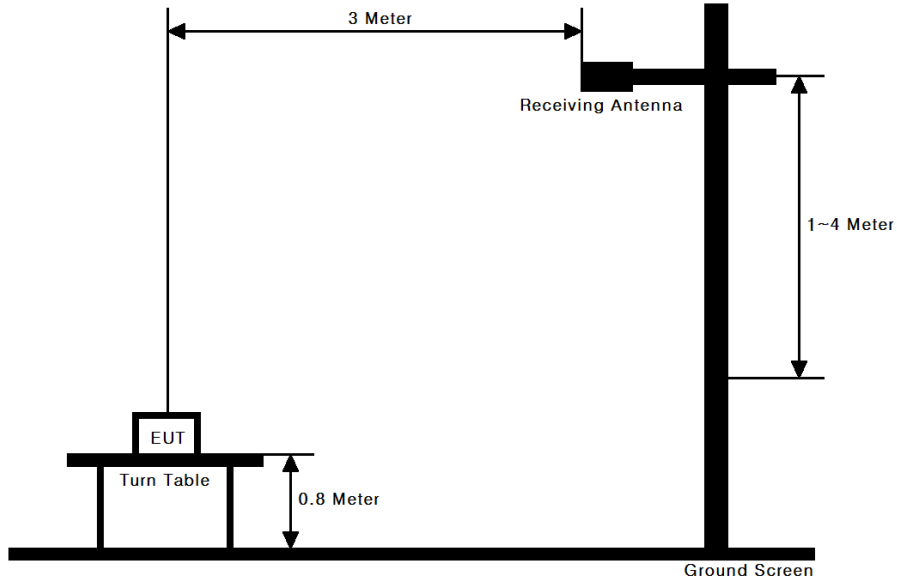 3 Meter
Receiving Antenna
1~4 Meter
EUT
Turn Table
0.8 Meter
Ground Screen